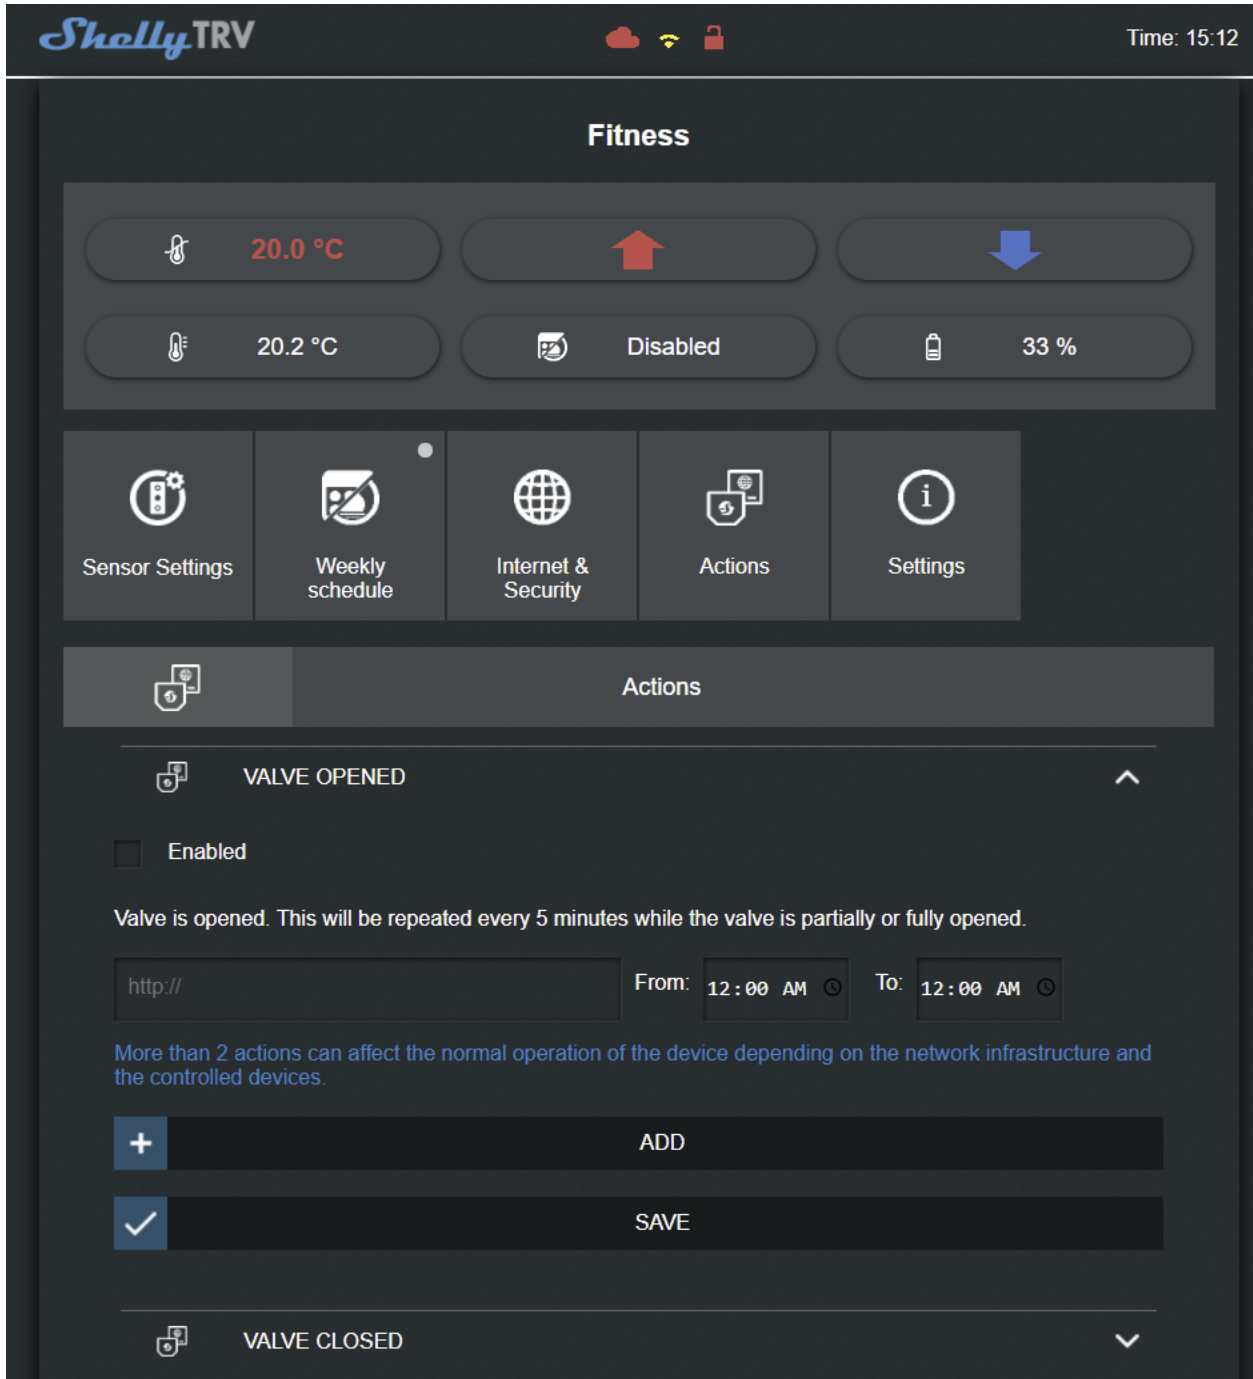 Shelly TRV
Time: 15:12
Fitness
20.0 °C
20.2 °C
Disabled
33 %
Sensor Settings
Weekly
schedule
Internet &
Security
Actions
i
Settings
Actions
VALVE OPENED
Enabled
Valve is opened. This will be repeated every 5 minutes while the valve is partially or fully opened.
http://
From: 12:00 AM To: 12:00 AM
More than 2 actions can affect the normal operation of the device depending on the network infrastructure and
the controlled devices.
+ ADD
SAVE
VALVE CLOSED